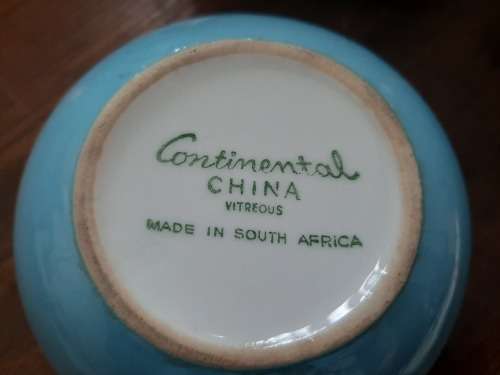 Continental
CHINA
VITREOUS
MADE IN SOUTH AFRICA